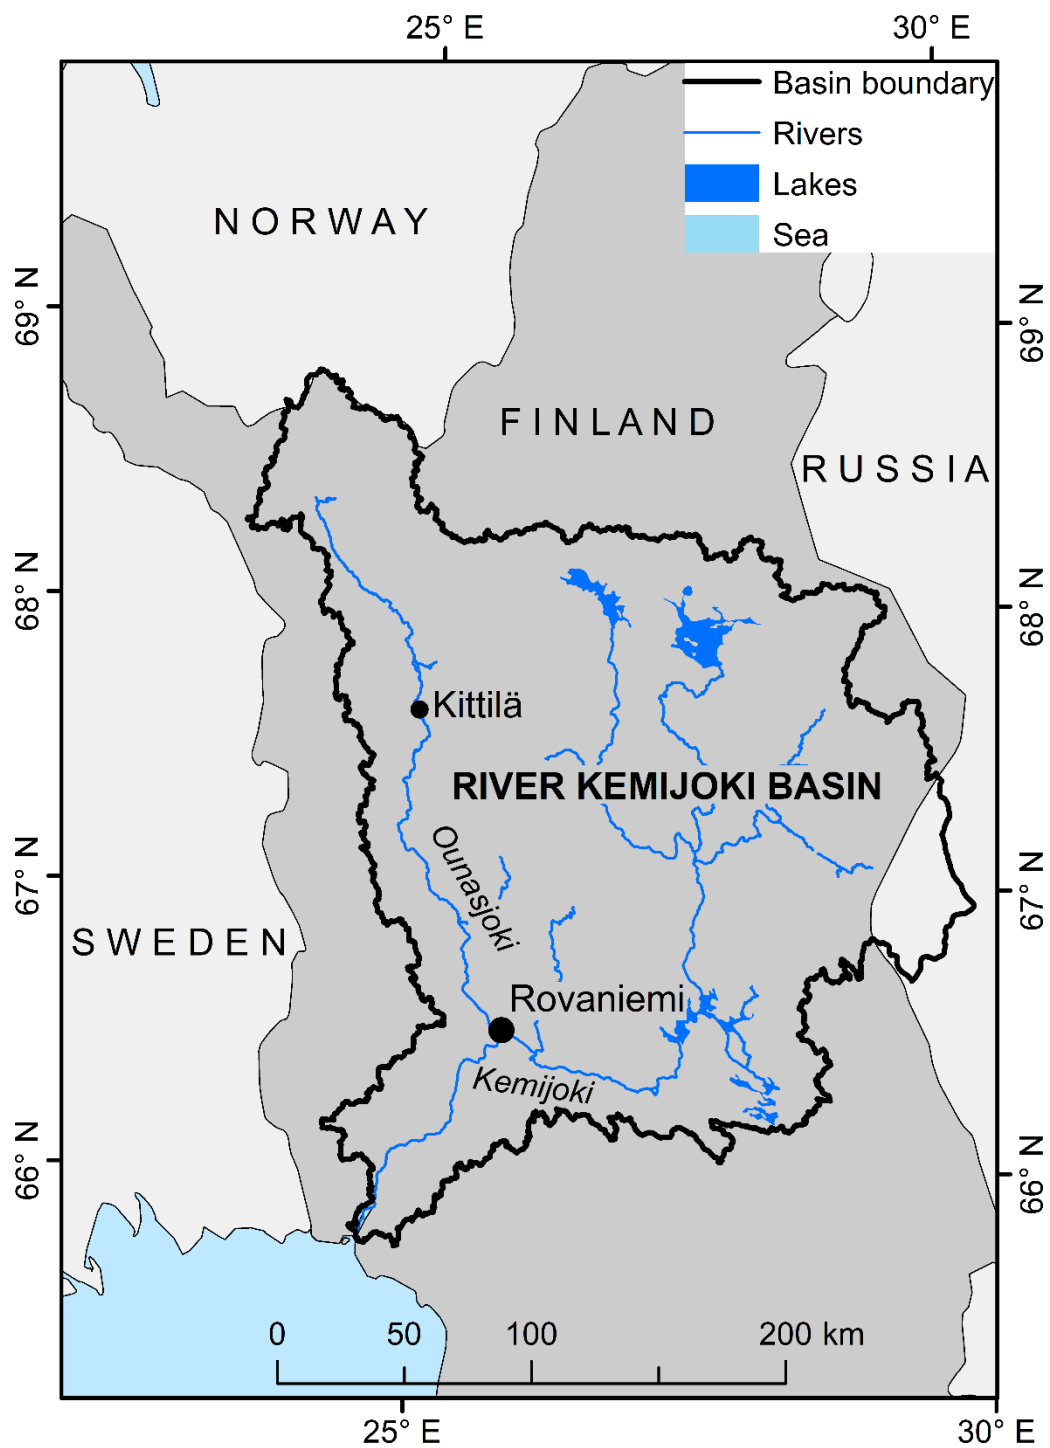 25° E
30° E
Basin boundary
Rivers
Lakes
Sea
NORWAY
69° N
69° N
FINLAND
RUSSIA
68° N
68° N
Kittilä
RIVER KEMIJOKI BASIN
Ounasjoki
67° N
67° N
SWEDEN
Rovaniemi
Kemijoki
66° N
66° N
0 50 100 200 km
25° E
30° E